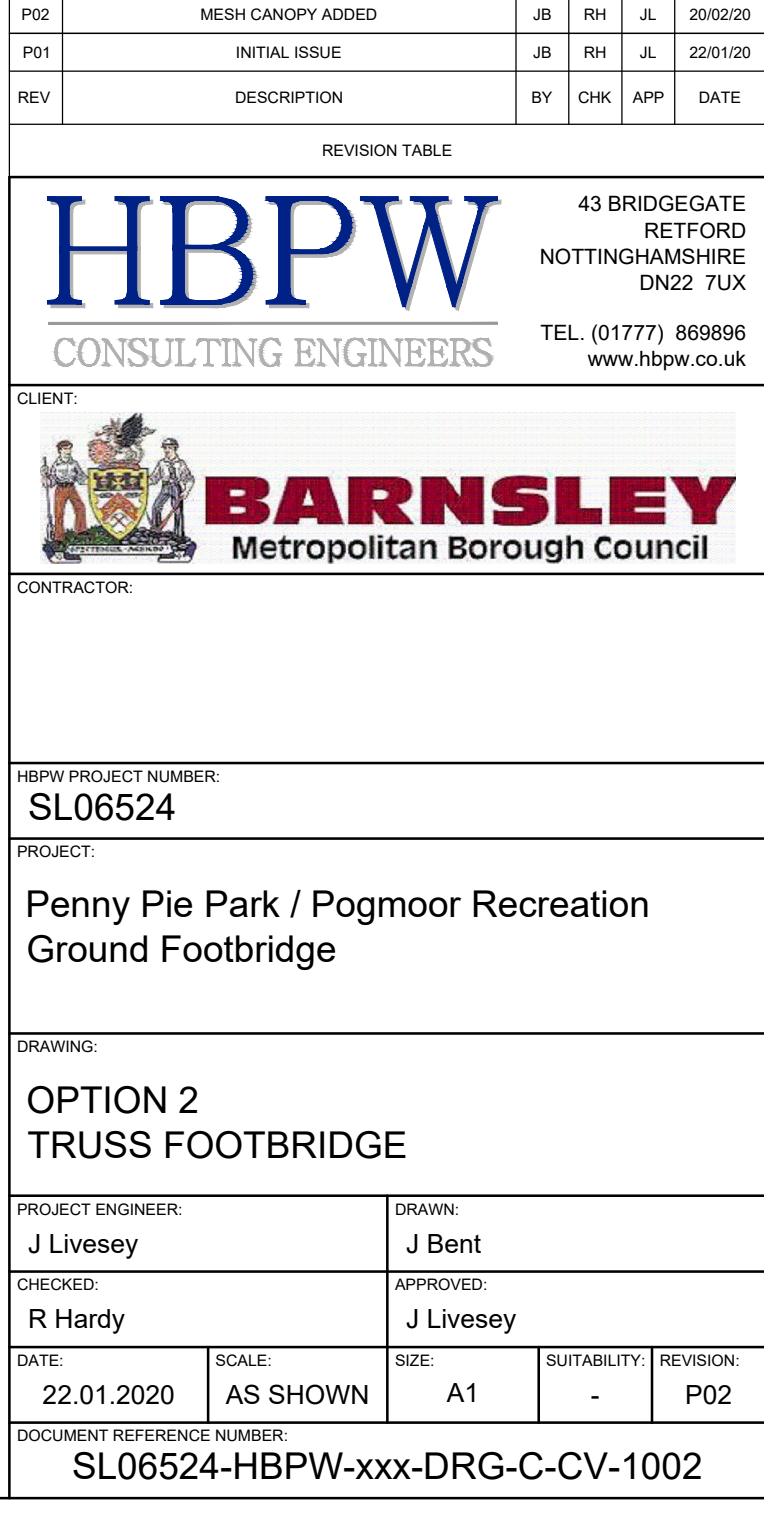 P02 MESH CANOPY ADDED JB RH JL 20/02/20
P01 INITIAL ISSUE JB RH JL 22/01/20
REV DESCRIPTION BY CHK APP DATE
REVISION TABLE
HBPW
CONSULTING ENGINEERS
43 BRIDGEGATE
RETFORD
NOTTINGHAMSHIRE
DN22 7UX
TEL. (01777) 869896
www.hbpw.co.uk
CLIENT:
SPECTEMUR AGENDO
BARNSLEY
Metropolitan Borough Council
CONTRACTOR:
HBPW PROJECT NUMBER:
SL06524
PROJECT:
Penny Pie Park / Pogmoor Recreation
Ground Footbridge
DRAWING:
OPTION 2
TRUSS FOOTBRIDGE
PROJECT ENGINEER: DRAWN:
J Livesey J Bent
CHECKED: APPROVED:
R Hardy J Livesey
DATE: SCALE: SIZE: SUITABILITY: REVISION:
22.01.2020 AS SHOWN A1 - P02
DOCUMENT REFERENCE NUMBER:
SL06524-HBPW-xxx-DRG-C-CV-1002